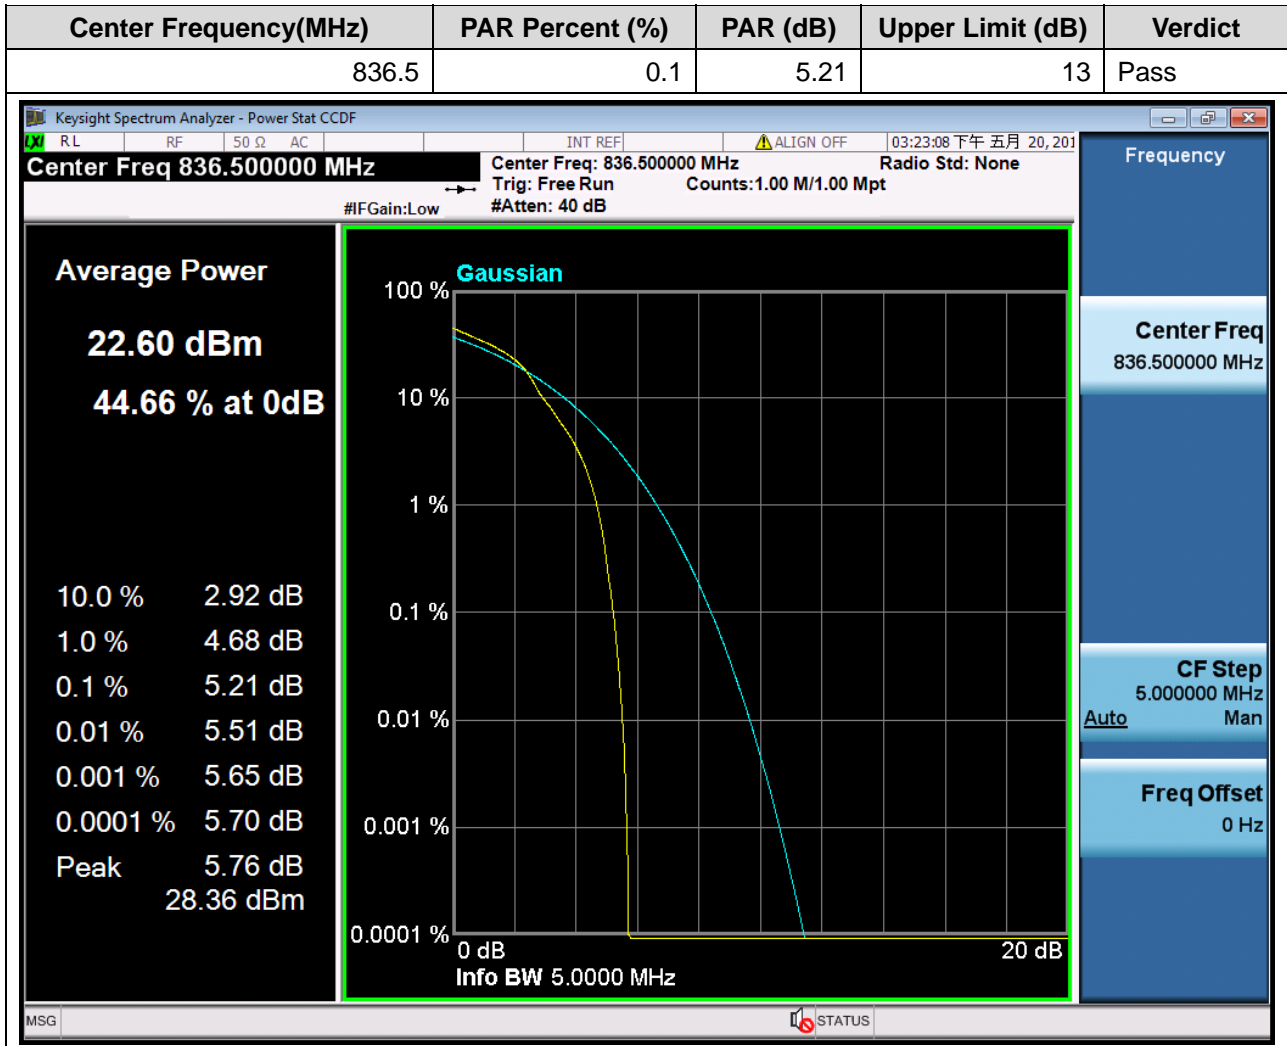 Center Frequency(MHz) PAR Percent (%) PAR (dB) Upper Limit (dB) Verdict
836.5 0.1 5.21 13 Pass
Keysight Spectrum Analyzer - Power Stat CCDF
LXI RL RF 50 Ω AC INT REF ALIGN OFF 03:23:08 下午 五月 20, 201
Center Freq 836.500000 MHz
Center Freq: 836.500000 MHz Radio Std: None
Trig: Free Run Counts:1.00 M/1.00 Mpt
#IFGain:Low #Atten: 40 dB
Average Power
22.60 dBm
44.66 % at 0dB
10.0 % 2.92 dB
1.0 % 4.68 dB
0.1 % 5.21 dB
0.01 % 5.51 dB
0.001 % 5.65 dB
0.0001 % 5.70 dB
Peak 5.76 dB
28.36 dBm
Gaussian
100 %
10 %
1 %
0.1 %
0.01 %
0.001 %
0.0001 %
0 dB 20 dB
Info BW 5.0000 MHz
Frequency
Center Freq
836.500000 MHz
CF Step
5.000000 MHz
Auto Man
Freq Offset
0 Hz
MSG STATUS